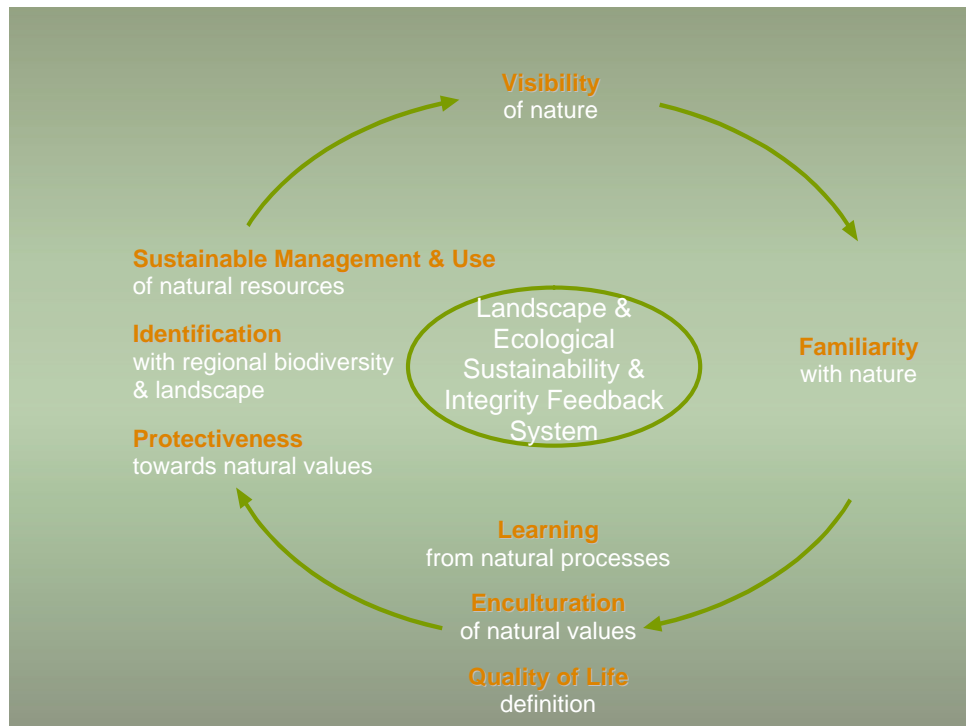 Visibility
of nature
Sustainable Management & Use
of natural resources
Identification
with regional biodiversity
& landscape
Protectiveness
towards natural values
Landscape &
Ecological
Sustainability &
Integrity Feedback
System
Familiarity
with nature
Learning
from natural processes
Enculturation
of natural values
Quality of Life
definition